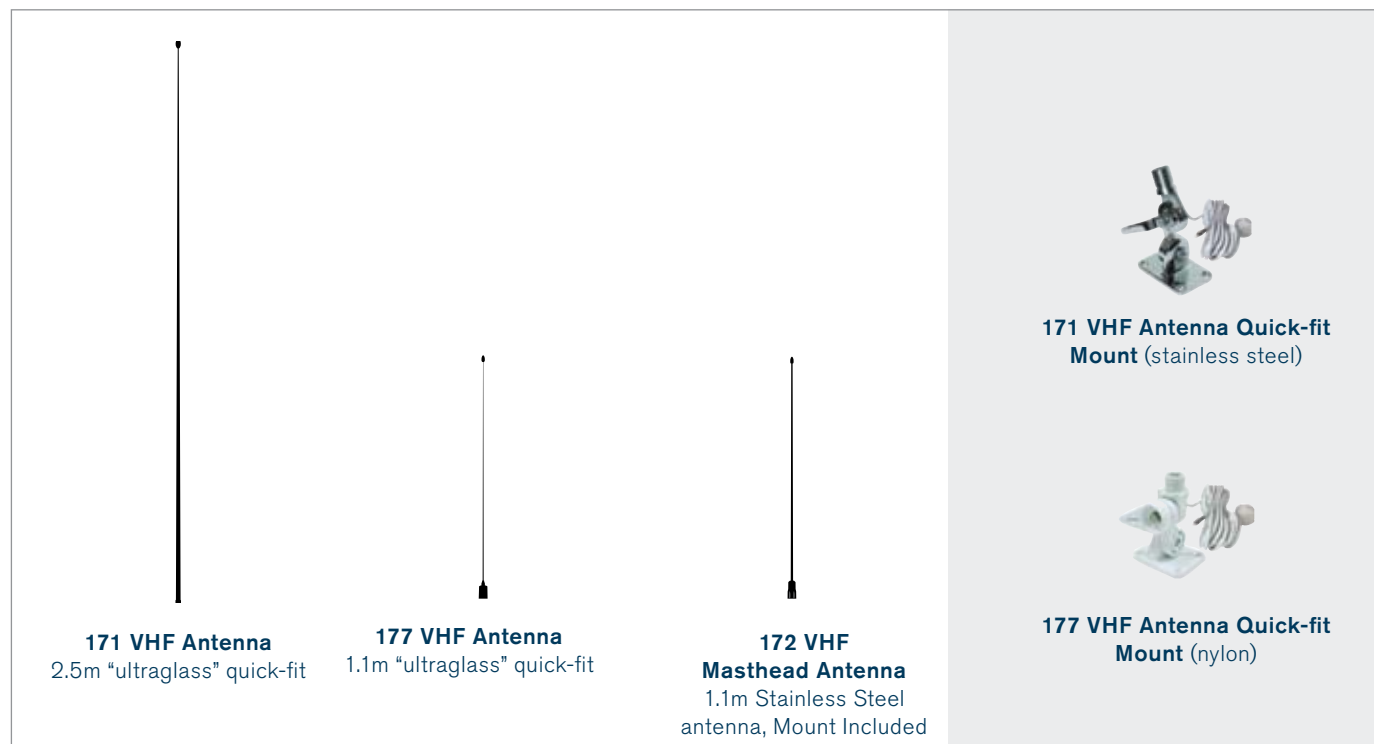 171 VHF Antenna
2.5m “ultraglass” quick-fit
177 VHF Antenna
1.1m “ultraglass” quick-fit
172 VHF
Masthead Antenna
1.1m Stainless Steel
antenna, Mount Included
171 VHF Antenna Quick-fit
Mount (stainless steel)
177 VHF Antenna Quick-fit
Mount (nylon)